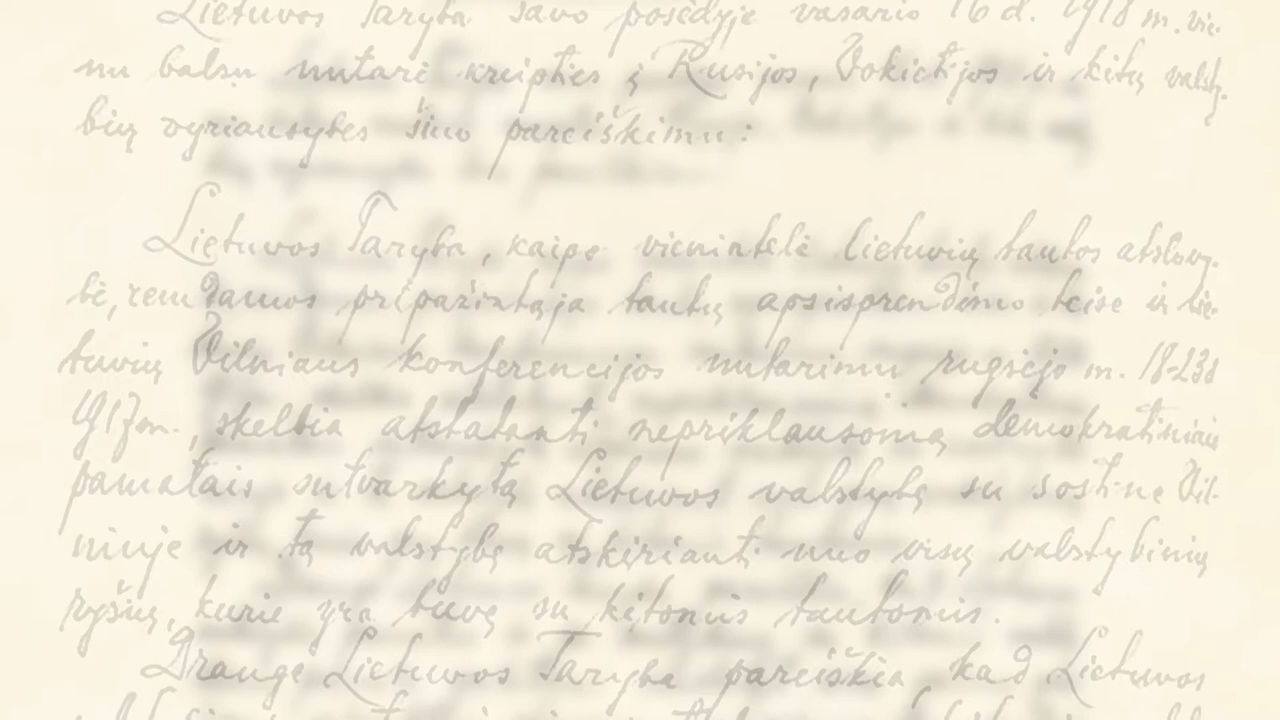 Lietuvos Taryba savo posėdyje vasario 16 d. 1918 m. vie-
nu balsu nutarė kreipties į Rusijos, Vokietijos ir kitų valsty-
bių vyriausybes šiuo pareiškimu:
Lietuvos Taryba, kaipo vienintelė lietuvių tautos atstovy-
bė, remdamos pripažintąja tautų apsisprendimo teise ir lie-
tuvių Vilniaus konferencijos nutarimu rugsėjo m. 18-23 d
1917 m., skelbia atstatanti nepriklausomą demokratiniais
pamatais sutvarkytą Lietuvos valstybę su sostine Vil-
niuje ir tą valstybę atskirianti nuo visų valstybinių
ryšių, kurie yra buvę su kitomis tautomis.
Drauge Lietuvos Taryba pareiškia, kad Lietuvos